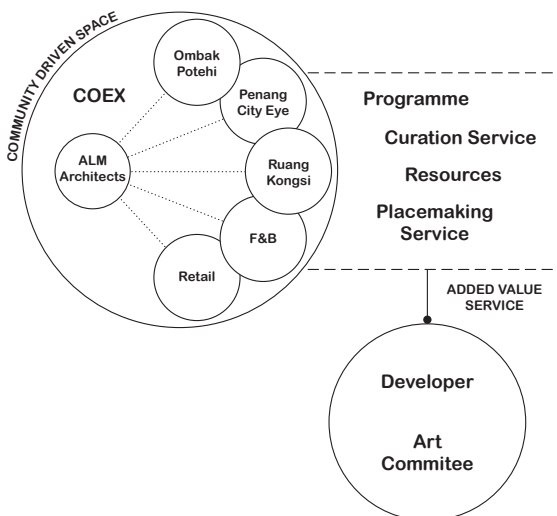 COMMUNITY DRIVEN SPACE
COEX
Ombak
Potehi
Penang
City Eye
ALM
Architects
Ruang
Kongsi
F&B
Retail
Programme
Curation Service
Resources
Placemaking
Service
ADDED VALUE
SERVICE
Developer
Art
Commitee